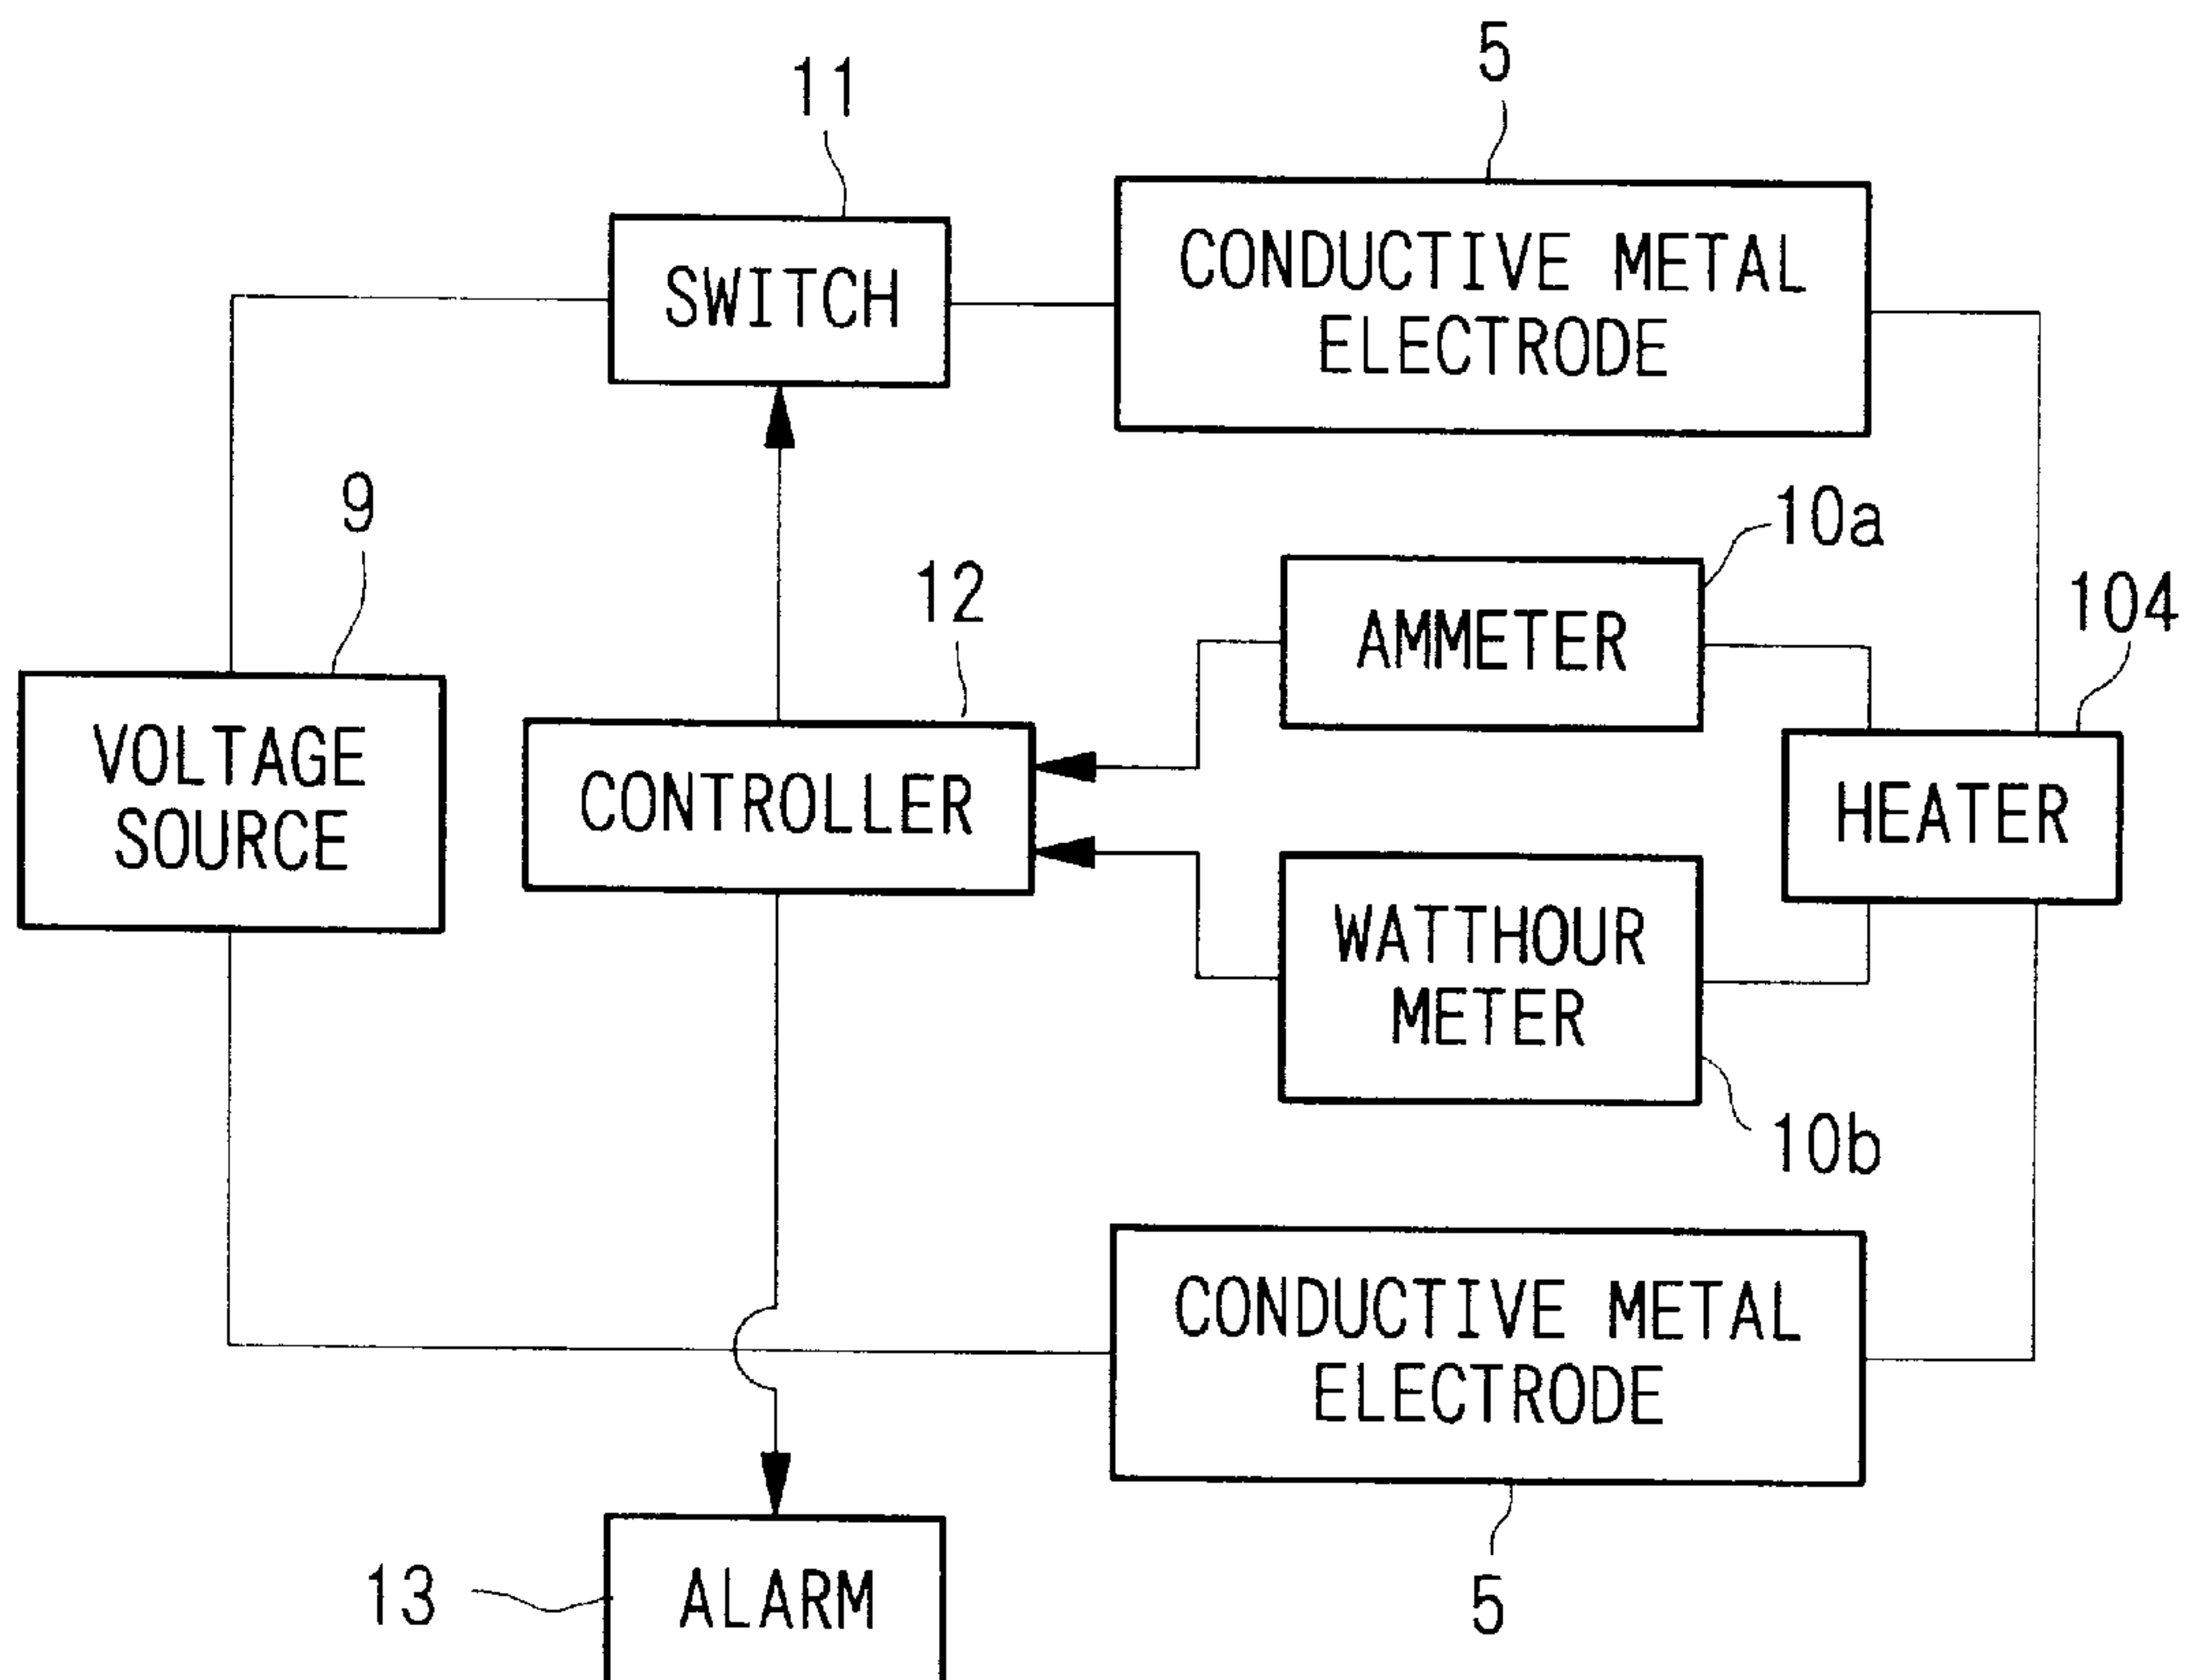 5
11
CONDUCTIVE METAL
ELECTRODE
SWITCH
9
10a
12
104
AMMETER
VOLTAGE
SOURCE
CONTROLLER
HEATER
WATTHOUR
METER
10b
CONDUCTIVE METAL
ELECTRODE
13
ALARM
5